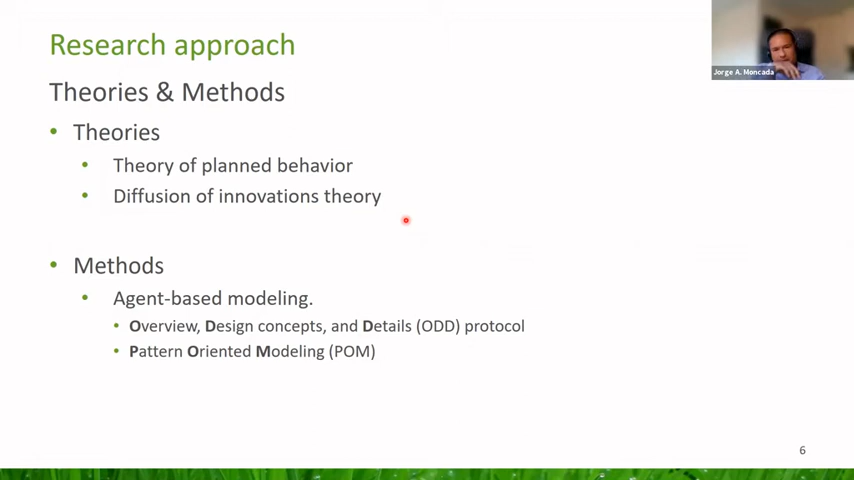 Research approach
Jorge A. Moncada
Theories & Methods
• Theories
• Theory of planned behavior
• Diffusion of innovations theory
• Methods
• Agent-based modeling.
• Overview, Design concepts, and Details (ODD) protocol
• Pattern Oriented Modeling (POM)
6